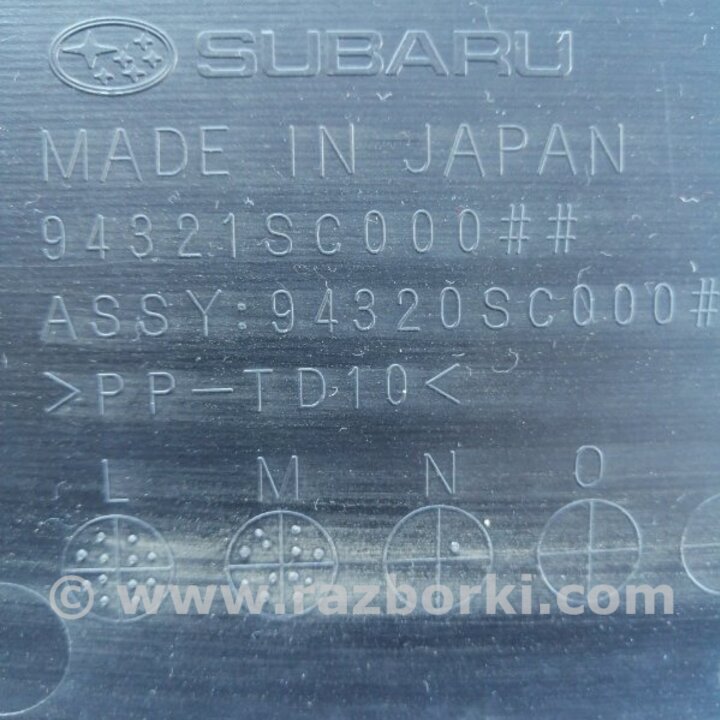 SUBARU
MADE IN JAPAN
94321SC000##
ASSY:94320SC000#
>PP-TD10<
L M N O
© www.razborki.com